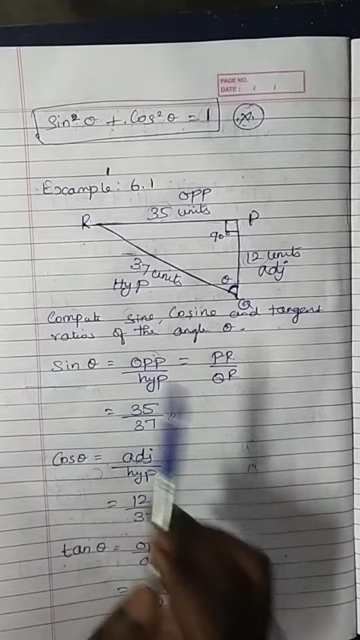 PAGE NO.
DATE: / /
Sin²θ + Cos²θ = 1
Example: 6.1
OPP
35 units
R
P
90°
37 units
Hyp
12 units
adj
θ
Q
Compute Sine, Cosine and tangent
ratios of the angle θ.
Sin θ = OPP/hyp = PR/QR
= 35/37
Cosθ = adj/hyp
= 12/37
tan θ =
=